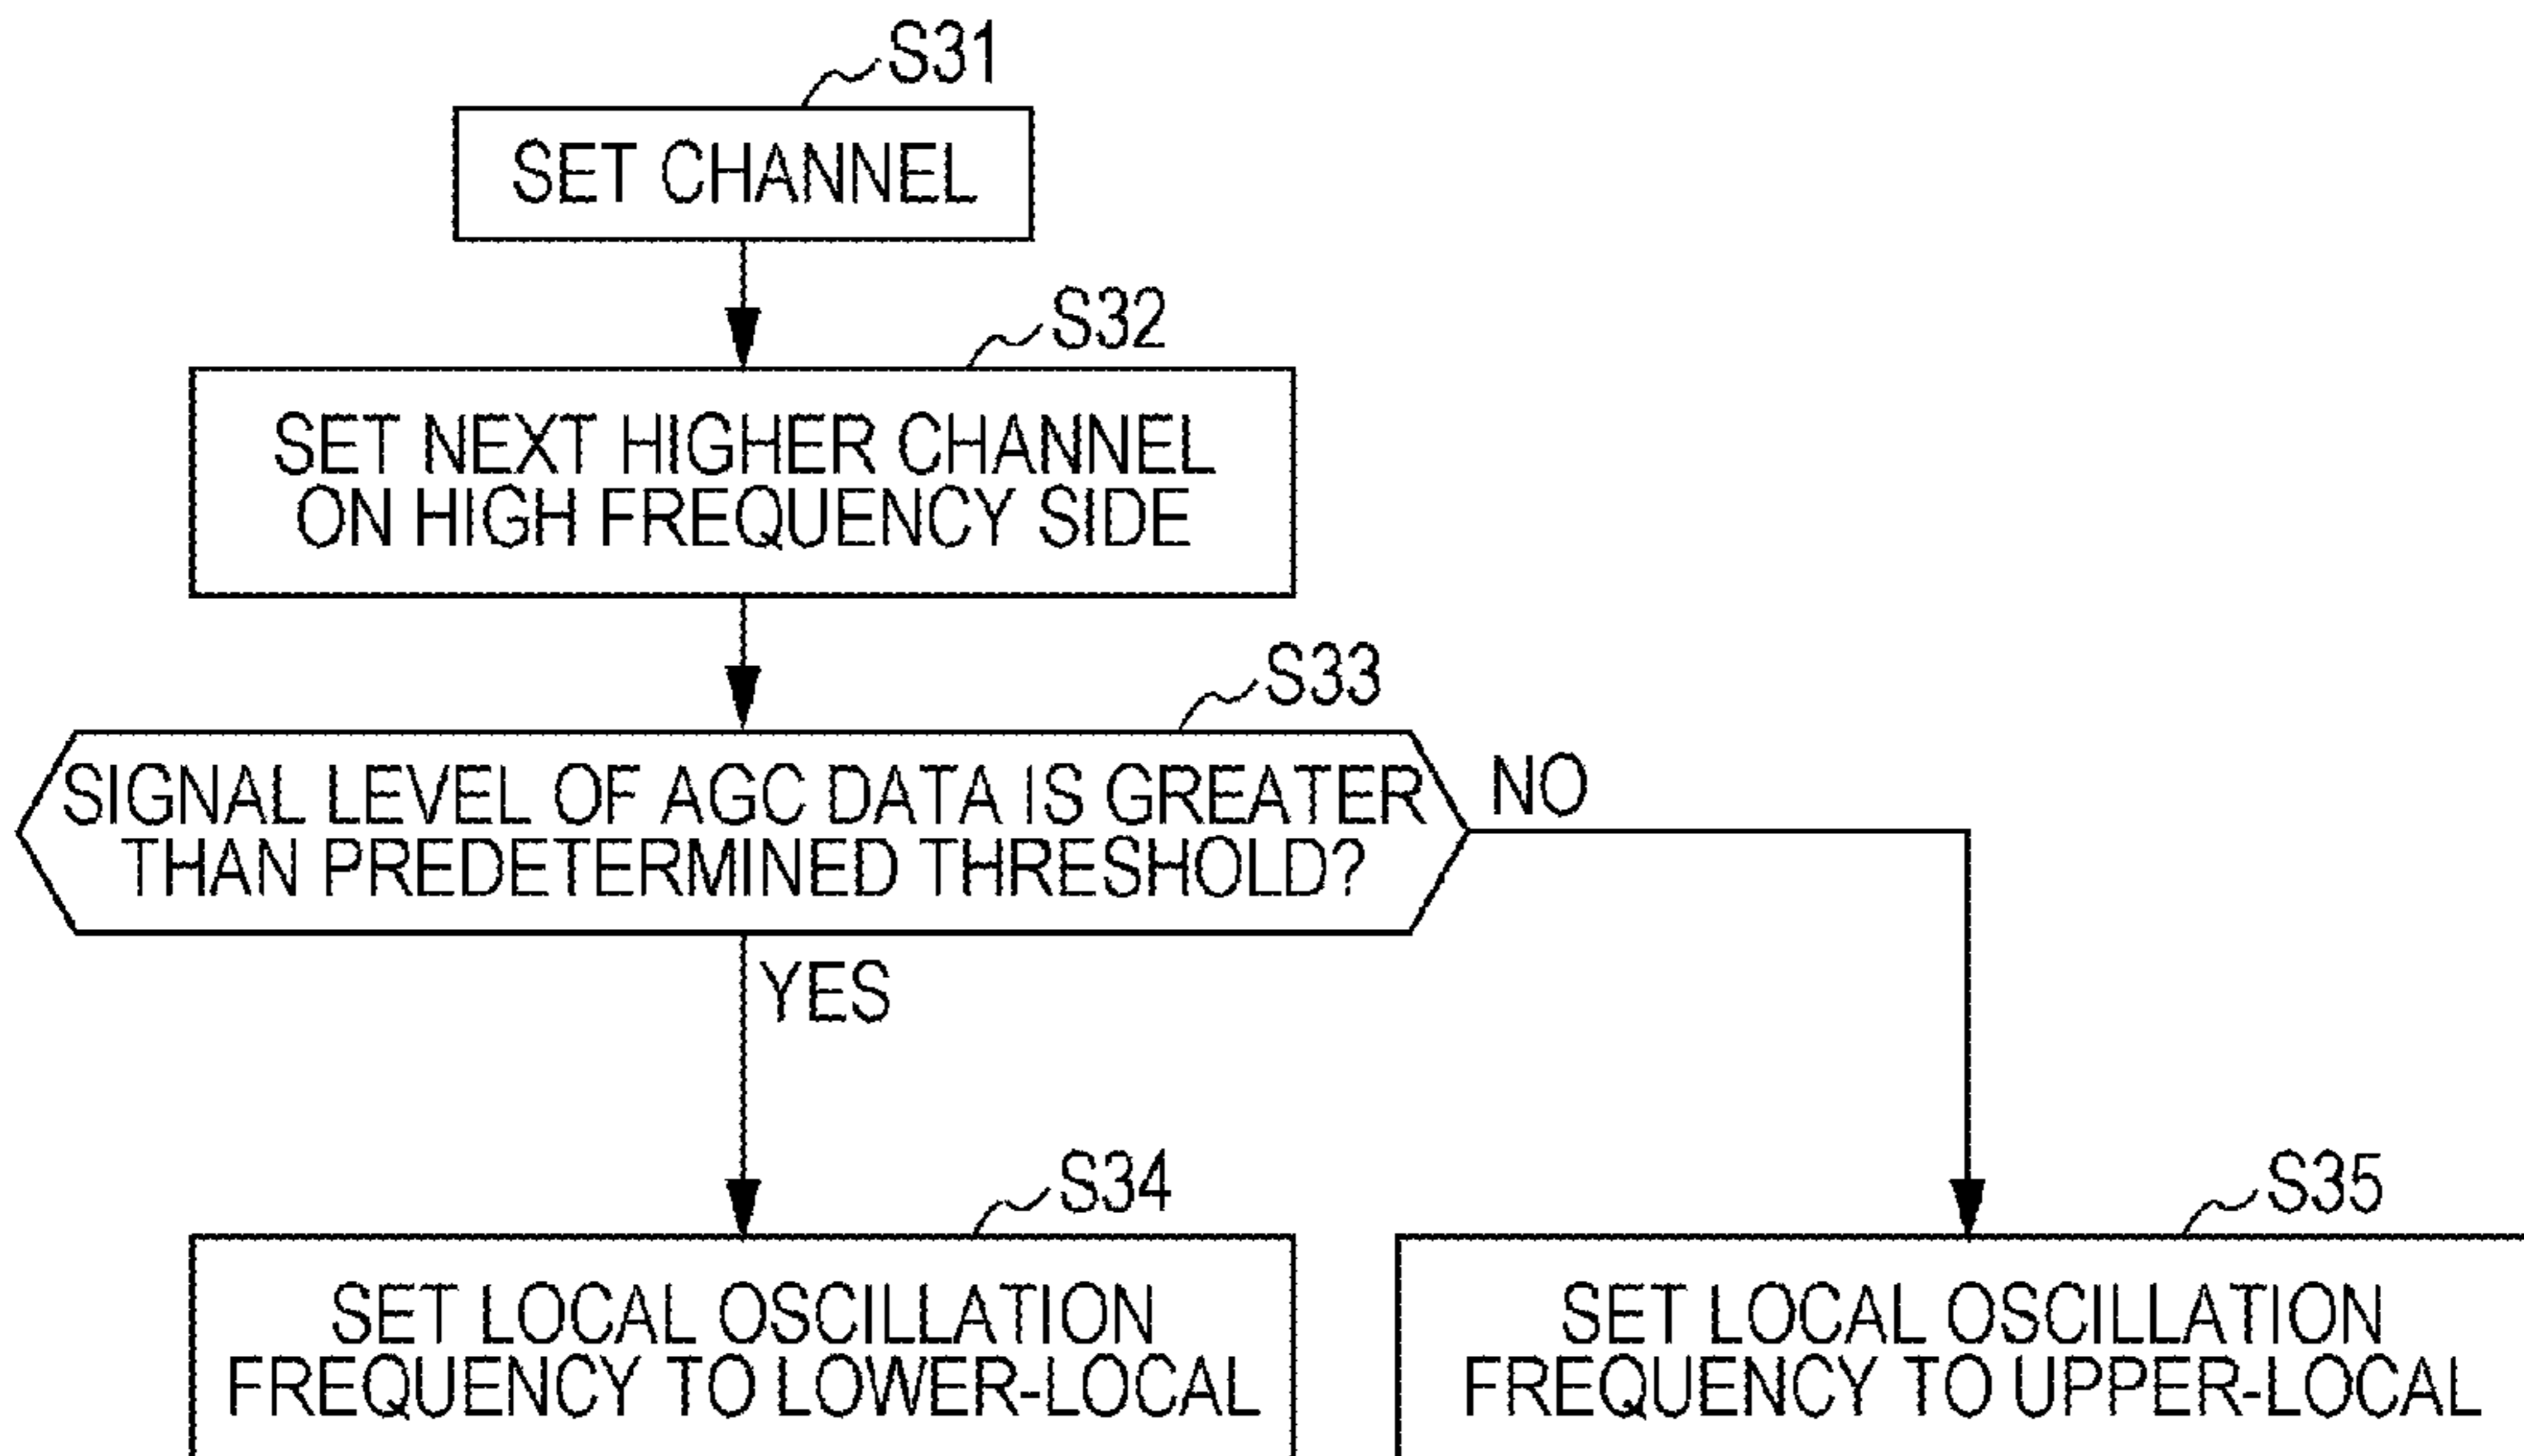 S31
SET CHANNEL
S32
SET NEXT HIGHER CHANNEL
ON HIGH FREQUENCY SIDE
S33
SIGNAL LEVEL OF AGC DATA IS GREATER
THAN PREDETERMINED THRESHOLD?
NO
YES
S34
SET LOCAL OSCILLATION
FREQUENCY TO LOWER-LOCAL
S35
SET LOCAL OSCILLATION
FREQUENCY TO UPPER-LOCAL